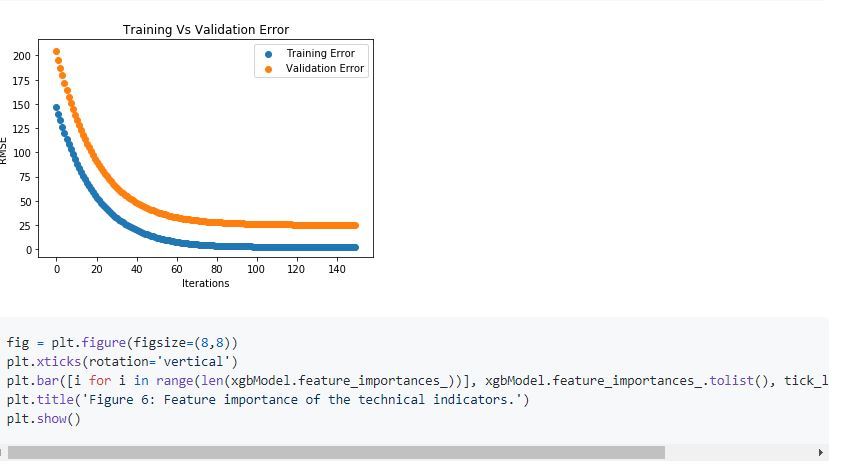 Training Vs Validation Error
Training Error
Validation Error
200
175
150
125
100
75
50
25
0
RMSE
0 20 40 60 80 100 120 140
Iterations
fig = plt.figure(figsize=(8,8))
plt.xticks(rotation='vertical')
plt.bar([i for i in range(len(xgbModel.feature_importances_))], xgbModel.feature_importances_.tolist(), tick_l
plt.title('Figure 6: Feature importance of the technical indicators.')
plt.show()